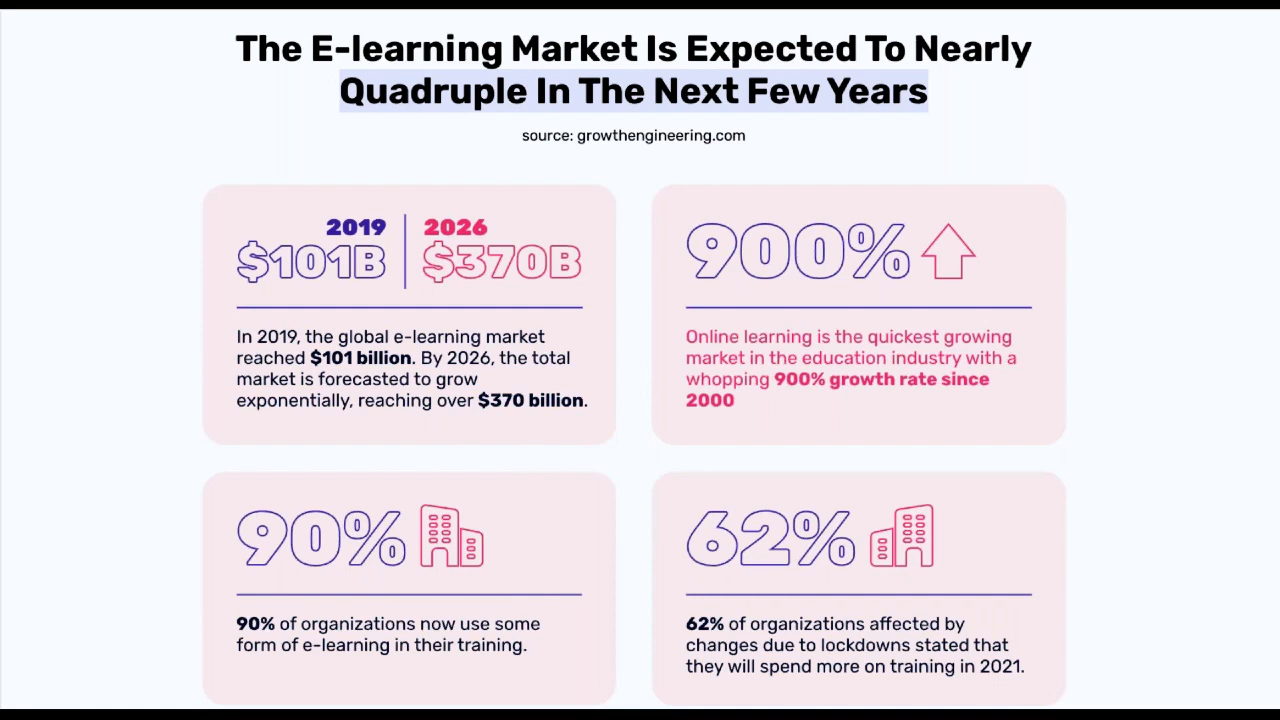 The E-learning Market Is Expected To Nearly
Quadruple In The Next Few Years
source: growthengineering.com
2019
$101B
2026
$370B
In 2019, the global e-learning market
reached $101 billion. By 2026, the total
market is forecasted to grow
exponentially, reaching over $370 billion.
900%
Online learning is the quickest growing
market in the education industry with a
whopping 900% growth rate since
2000
90%
90% of organizations now use some
form of e-learning in their training.
62%
62% of organizations affected by
changes due to lockdowns stated that
they will spend more on training in 2021.